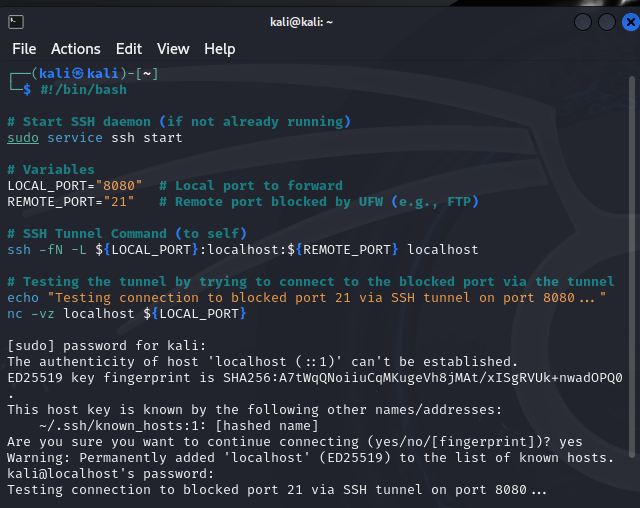 kali@kali: ~
File Actions Edit View Help
┌──(kali㉿kali)-[~]
└─$ #!/bin/bash
# Start SSH daemon (if not already running)
sudo service ssh start
# Variables
LOCAL_PORT="8080"  # Local port to forward
REMOTE_PORT="21"   # Remote port blocked by UFW (e.g., FTP)
# SSH Tunnel Command (to self)
ssh -fN -L ${LOCAL_PORT}:localhost:${REMOTE_PORT} localhost
# Testing the tunnel by trying to connect to the blocked port via the tunnel
echo "Testing connection to blocked port 21 via SSH tunnel on port 8080..."
nc -vz localhost ${LOCAL_PORT}
[sudo] password for kali:
The authenticity of host 'localhost (::1)' can't be established.
ED25519 key fingerprint is SHA256:A7tWqQNoiiuCqMKugeVh8jMAt/xISgRVUk+nwadOPQ0
.
This host key is known by the following other names/addresses:
    ~/.ssh/known_hosts:1: [hashed name]
Are you sure you want to continue connecting (yes/no/[fingerprint])? yes
Warning: Permanently added 'localhost' (ED25519) to the list of known hosts.
kali@localhost's password:
Testing connection to blocked port 21 via SSH tunnel on port 8080...